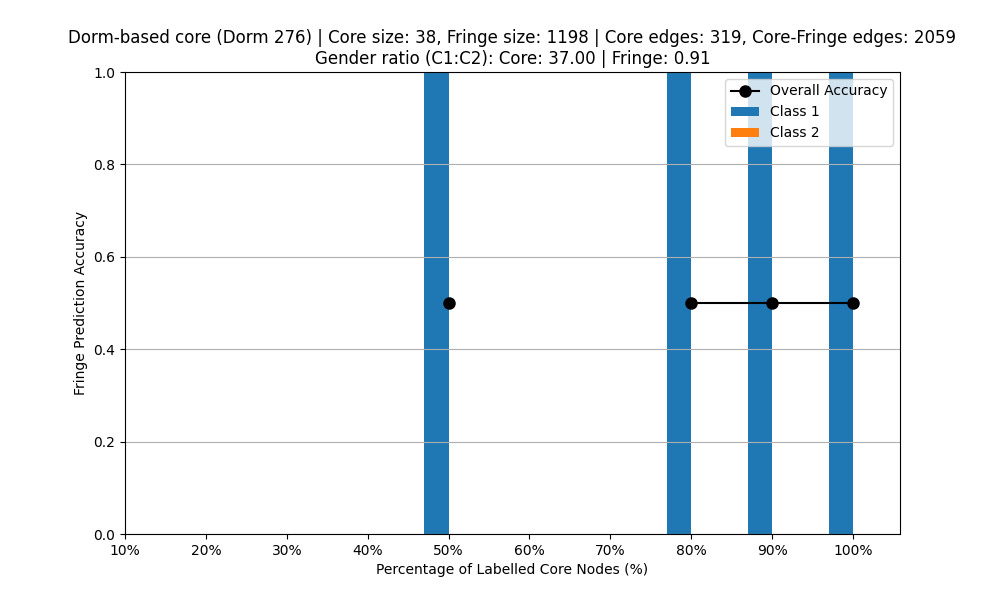 Dorm-based core (Dorm 276) | Core size: 38, Fringe size: 1198 | Core edges: 319, Core-Fringe edges: 2059
Gender ratio (C1:C2): Core: 37.00 | Fringe: 0.91
Overall Accuracy
Class 1
Class 2
Fringe Prediction Accuracy
1.0
0.8
0.6
0.4
0.2
0.0
10% 20% 30% 40% 50% 60% 70% 80% 90% 100%
Percentage of Labelled Core Nodes (%)